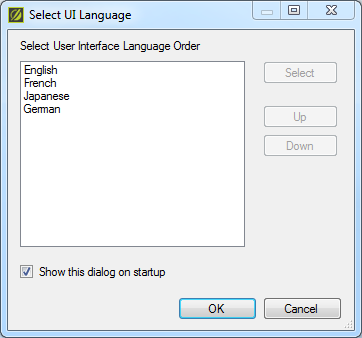 Select UI Language
Select User Interface Language Order
English
French
Japanese
German
Select
Up
Down
Show this dialog on startup
OK
Cancel